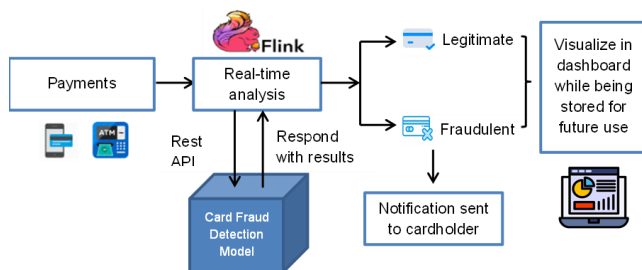 Flink
Payments
ATM
Real-time
analysis
Legitimate
Fraudulent
Visualize in
dashboard
while being
stored for
future use
Rest
API
Respond
with results
Card Fraud
Detection
Model
Notification sent
to cardholder